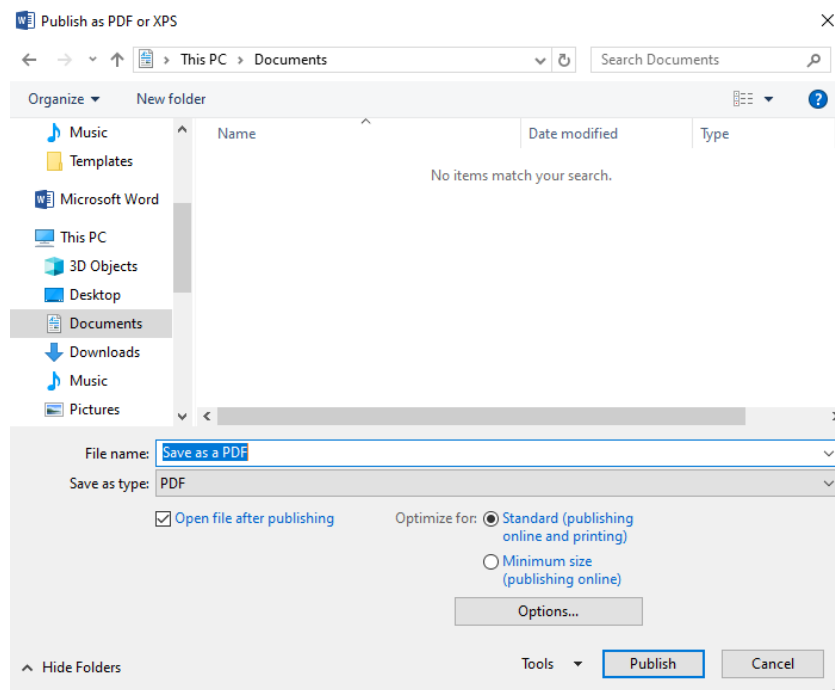 Publish as PDF or XPS
This PC > Documents
Search Documents
Organize
New folder
Music
Templates
Microsoft Word
This PC
3D Objects
Desktop
Documents
Downloads
Music
Pictures
Name
Date modified
Type
No items match your search.
File name: Save as a PDF
Save as type: PDF
Open file after publishing
Optimize for:
Standard (publishing
online and printing)
Minimum size
(publishing online)
Options...
Hide Folders
Tools
Publish
Cancel